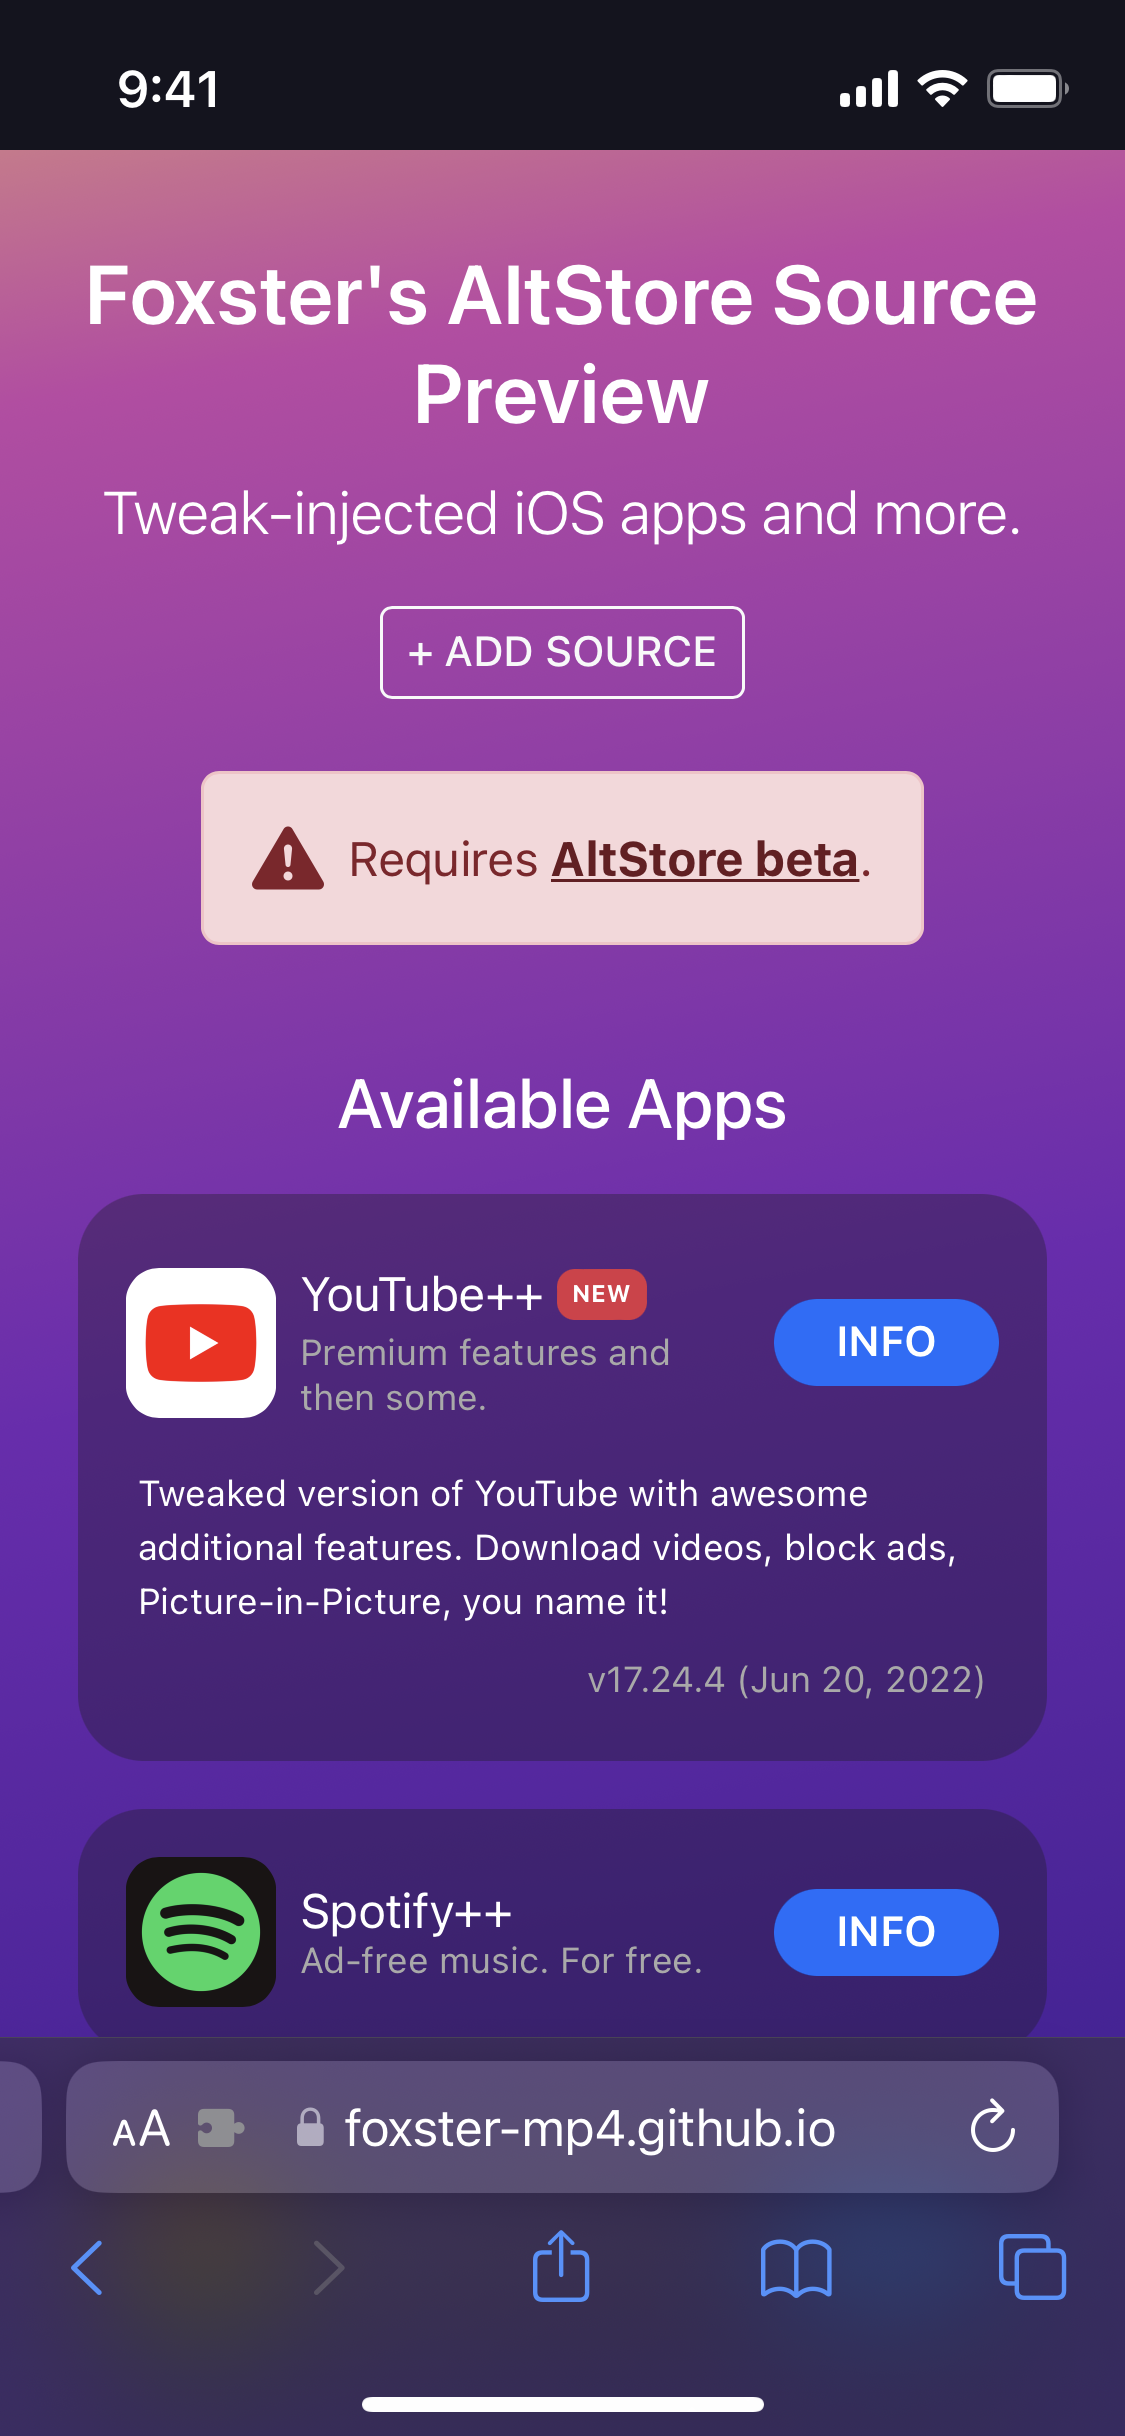 9:41
Foxster's AltStore Source
Preview
Tweak-injected iOS apps and more.
+ ADD SOURCE
Requires AltStore beta.
Available Apps
YouTube++ NEW
Premium features and
then some.
INFO
Tweaked version of YouTube with awesome
additional features. Download videos, block ads,
Picture-in-Picture, you name it!
v17.24.4 (Jun 20, 2022)
Spotify++
Ad-free music. For free.
INFO
AA foxster-mp4.github.io